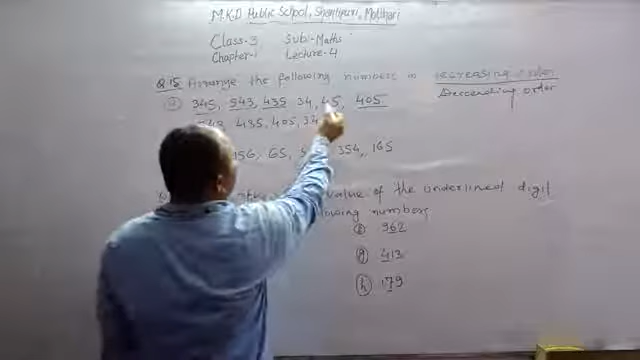 M.K.D Public School, Shantipuri, Motihari
Class-3 Sub:- Maths
Chapter-1 Lecture-4
Q.15 Arrange the following numbers in decreasing order
Descending order
345, 543, 435 34, 45, 405
435, 405, 34
156, 65, 354, 165
value of the underlined digit
numbers
962
(g) 413
(h) 179